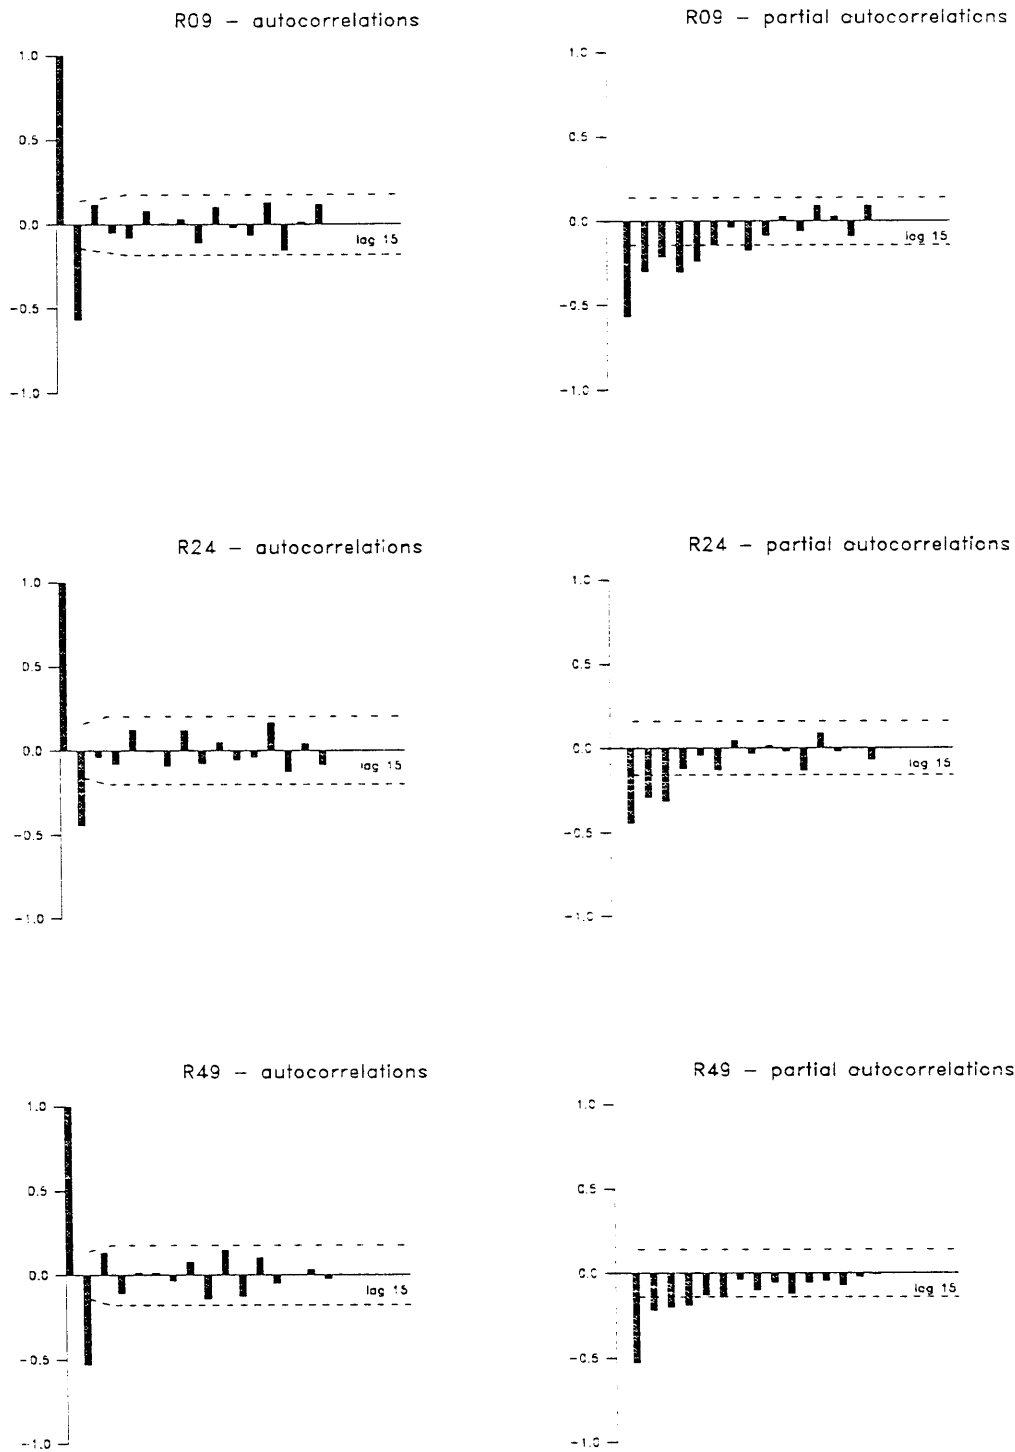 R09 – autocorrelations
1.0
0.5
0.0
-0.5
-1.0
lag 15
R09 – partial autocorrelations
1.0
0.5
0.0
-0.5
-1.0
lag 15
R24 – autocorrelations
1.0
0.5
0.0
-0.5
-1.0
lag 15
R24 – partial autocorrelations
1.0
0.5
0.0
-0.5
-1.0
lag 15
R49 – autocorrelations
1.0
0.5
0.0
-0.5
-1.0
lag 15
R49 – partial autocorrelations
1.0
0.5
0.0
-0.5
-1.0
lag 15